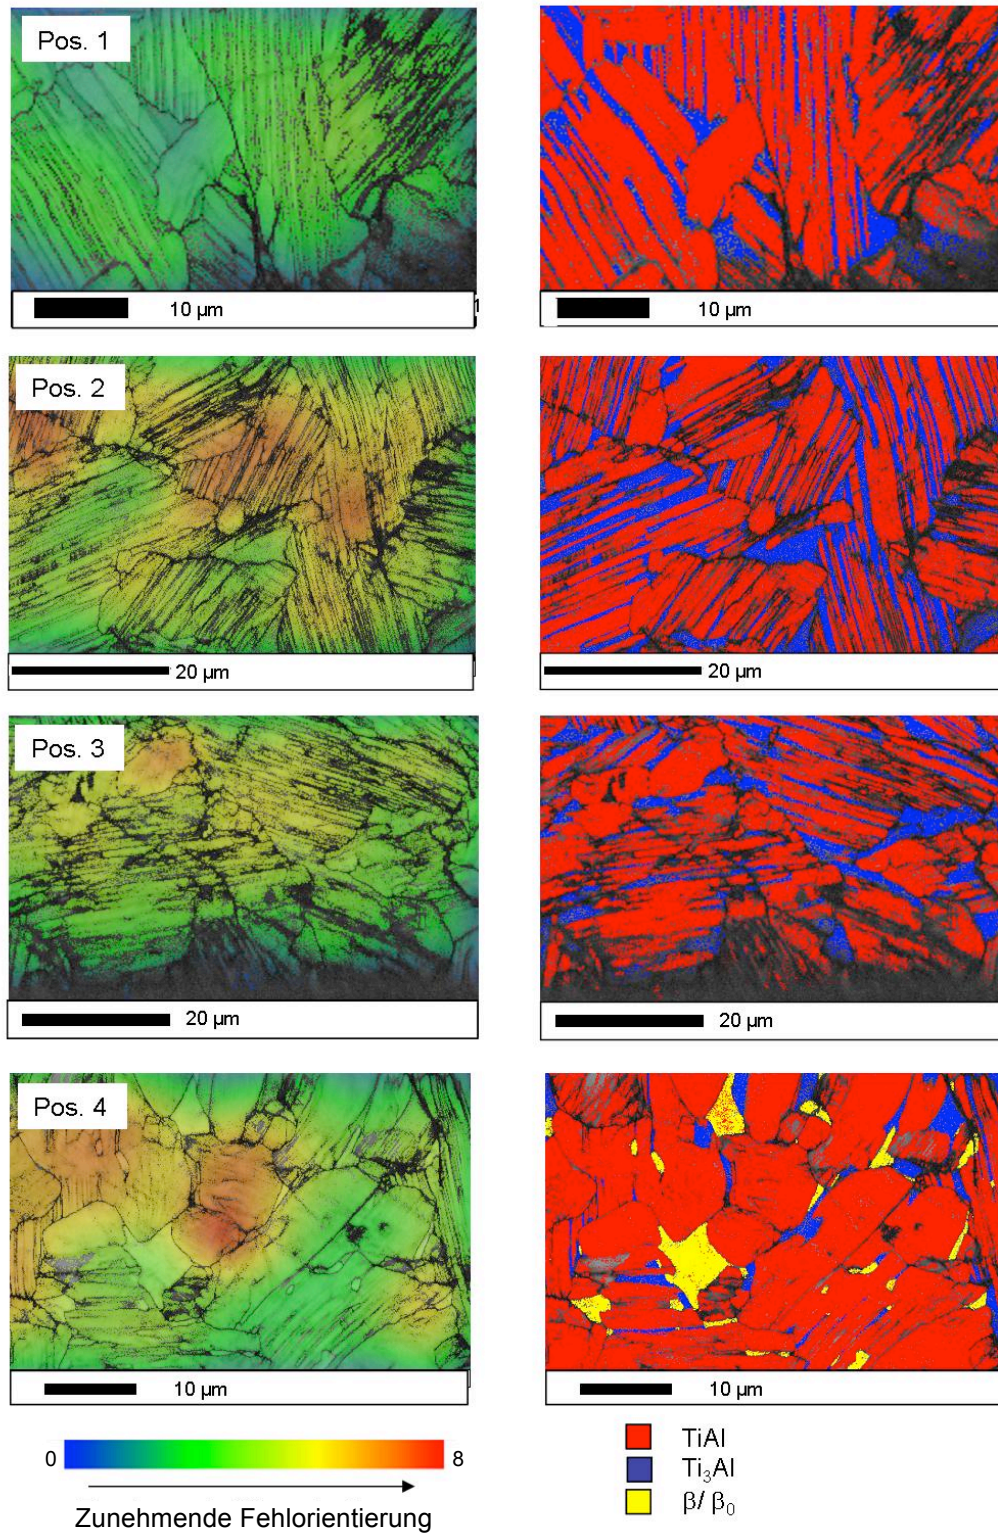 Pos. 1
10 µm
10 µm
Pos. 2
20 µm
20 µm
Pos. 3
20 µm
20 µm
Pos. 4
10 µm
10 µm
0
8
Zunehmende Fehlorientierung
TiAl
Ti₃Al
β/ β₀